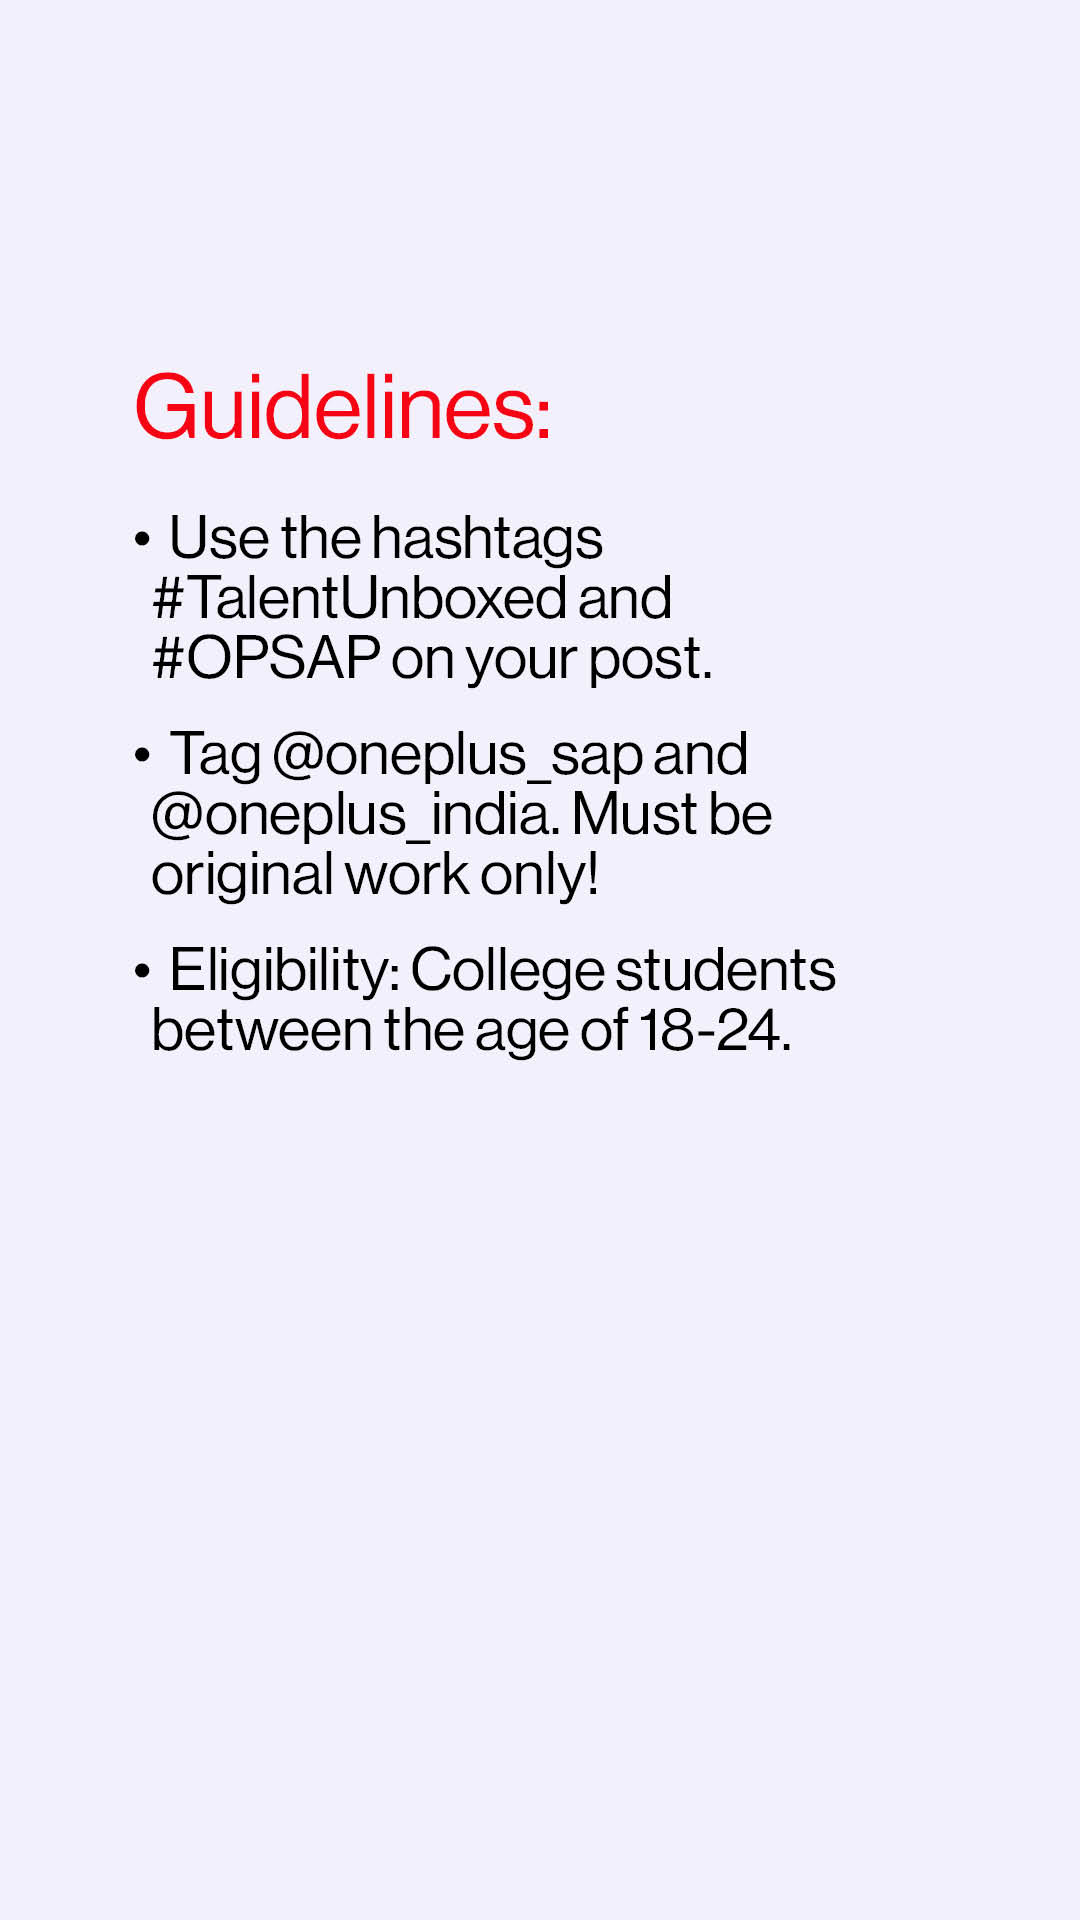 Guidelines:
• Use the hashtags
#TalentUnboxed and
#OPSAP on your post.
• Tag @oneplus_sap and
@oneplus_india. Must be
original work only!
• Eligibility: College students
between the age of 18-24.